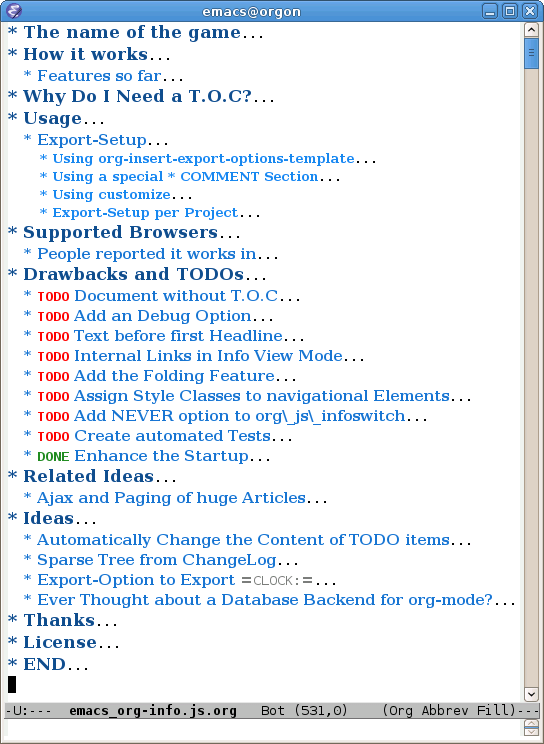 emacs@orgon
* The name of the game...
* How it works...
* Features so far...
* Why Do I Need a T.O.C?...
* Usage...
* Export-Setup...
* Using org-insert-export-options-template...
* Using a special * COMMENT Section...
* Using customize...
* Export-Setup per Project...
* Supported Browsers...
* People reported it works in...
* Drawbacks and TODOs...
* TODO Document without T.O.C...
* TODO Add an Debug Option...
* TODO Text before first Headline...
* TODO Internal Links in Info View Mode...
* TODO Add the Folding Feature...
* TODO Assign Style Classes to navigational Elements...
* TODO Add NEVER option to org\_js\_infoswitch...
* TODO Create automated Tests...
* DONE Enhance the Startup...
* Related Ideas...
* Ajax and Paging of huge Articles...
* Ideas...
* Automatically Change the Content of TODO items...
* Sparse Tree from ChangeLog...
* Export-Option to Export =CLOCK:=...
* Ever Thought about a Database Backend for org-mode?...
* Thanks...
* License...
* END...
-U:--- emacs_org-info.js.org Bot (531,0) (Org Abbrev Fill)---